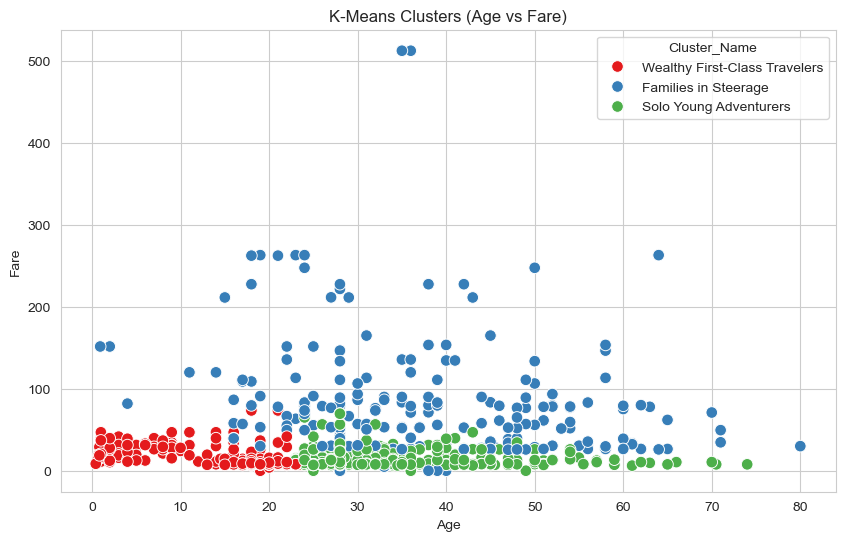 K-Means Clusters (Age vs Fare)
Cluster_Name
Wealthy First-Class Travelers
Families in Steerage
Solo Young Adventurers
500
400
300
200
100
0
Fare
0 10 20 30 40 50 60 70 80
Age